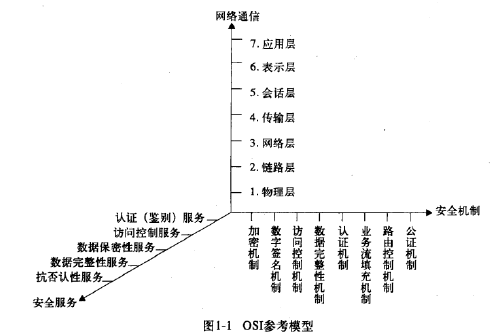 网络通信
7. 应用层
6. 表示层
5. 会话层
4. 传输层
3. 网络层
2. 链路层
1. 物理层
安全机制
认证（鉴别）服务
访问控制服务
数据保密性服务
数据完整性服务
抗否认性服务
安全服务
加密机制
数字签名机制
访问控制机制
数据完整性机制
认证机制
业务流填充机制
路由控制机制
公证机制
图1-1 OSI参考模型